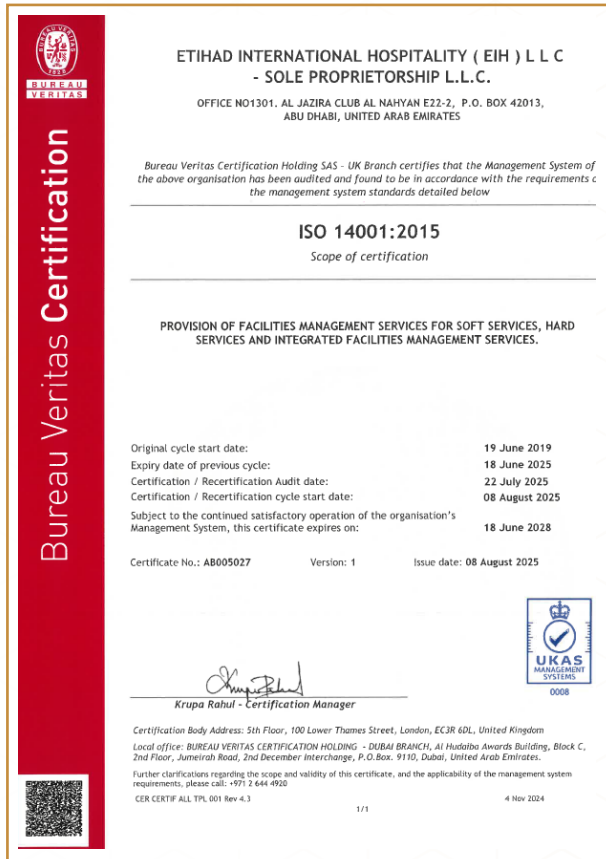 BUREAU
VERITAS
1828
Bureau Veritas Certification
ETIHAD INTERNATIONAL HOSPITALITY ( EIH ) L L C
- SOLE PROPRIETORSHIP L.L.C.
OFFICE NO1301, AL JAZIRA CLUB AL NAHYAN E22-2, P.O. BOX 42013,
ABU DHABI, UNITED ARAB EMIRATES
Bureau Veritas Certification Holding SAS – UK Branch certifies that the Management System of
the above organisation has been audited and found to be in accordance with the requirements o
the management system standards detailed below
ISO 14001:2015
Scope of certification
PROVISION OF FACILITIES MANAGEMENT SERVICES FOR SOFT SERVICES, HARD
SERVICES AND INTEGRATED FACILITIES MANAGEMENT SERVICES.
Original cycle start date: 19 June 2019
Expiry date of previous cycle: 18 June 2025
Certification / Recertification Audit date: 22 July 2025
Certification / Recertification cycle start date: 08 August 2025
Subject to the continued satisfactory operation of the organisation's
Management System, this certificate expires on: 18 June 2028
Certificate No.: AB005027 Version: 1 Issue date: 08 August 2025
UKAS
MANAGEMENT
SYSTEMS
0008
Krupa Rahul - Certification Manager
Certification Body Address: 5th Floor, 100 Lower Thames Street, London, EC3R 6DL, United Kingdom
Local office: BUREAU VERITAS CERTIFICATION HOLDING - DUBAI BRANCH, Al Hudaiba Awards Building, Block C,
2nd Floor, Jumeirah Road, 2nd December Interchange, P.O.Box. 9110, Dubai, United Arab Emirates.
Further clarifications regarding the scope and validity of this certificate, and the applicability of the management system
requirements, please call: +971 2 644 4920
CER CERTIF ALL TPL 001 Rev 4.3 4 Nov 2024
1/1